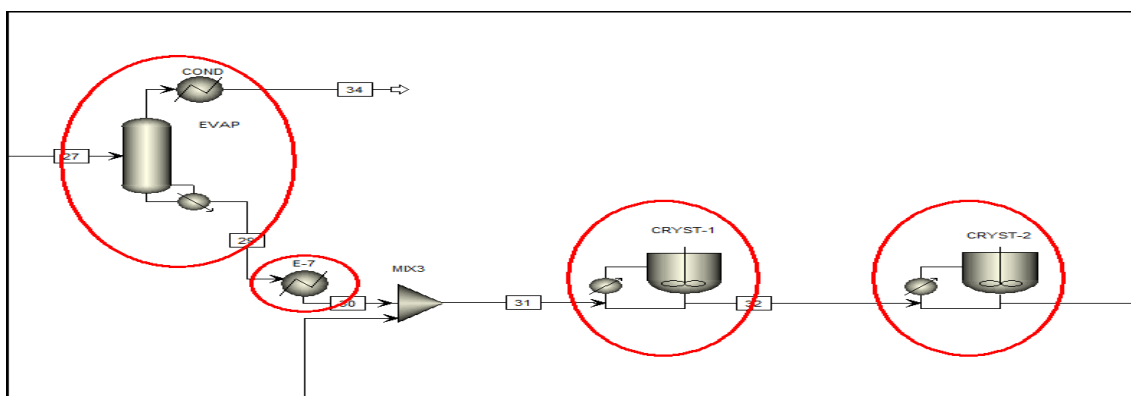 COND
34
EVAP
27
29
E-7
30
MIX3
31
CRYST-1
32
CRYST-2